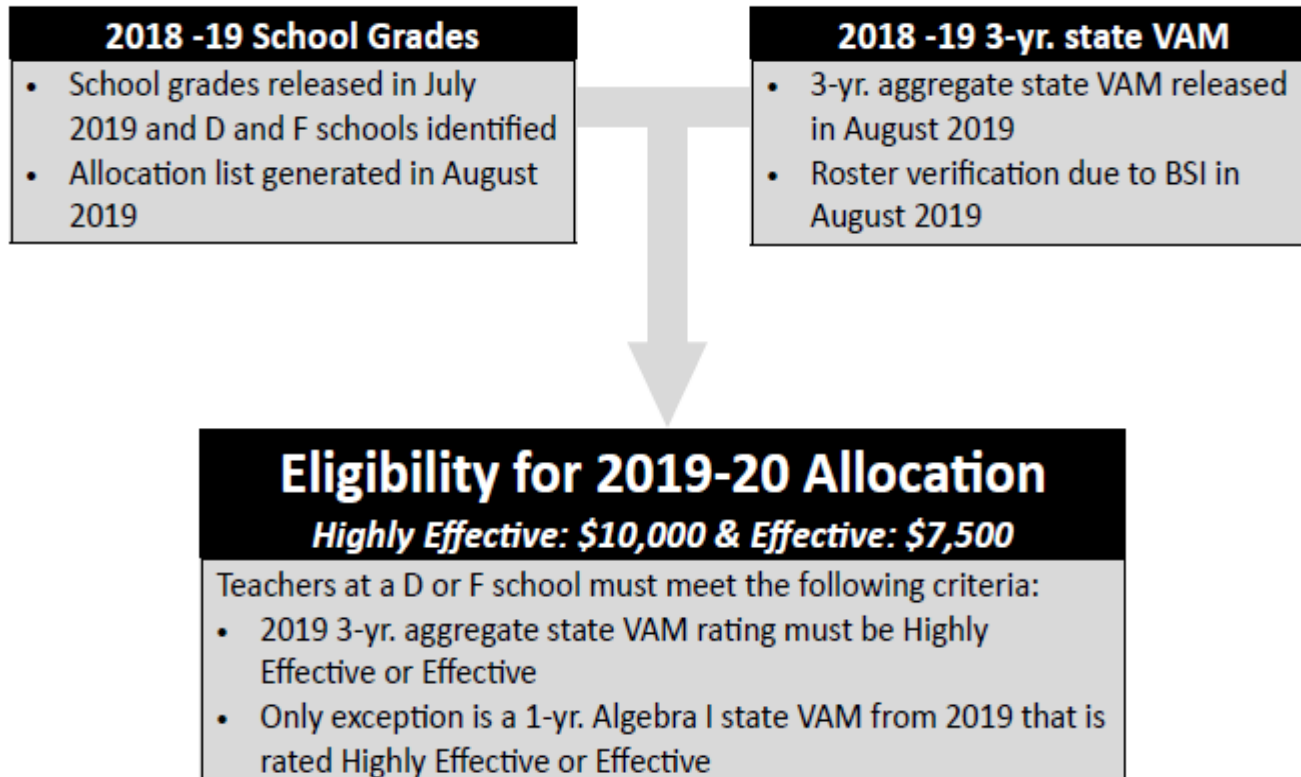 2018 -19 School Grades
• School grades released in July
2019 and D and F schools identified
• Allocation list generated in August
2019
2018 -19 3-yr. state VAM
• 3-yr. aggregate state VAM released
in August 2019
• Roster verification due to BSI in
August 2019
Eligibility for 2019-20 Allocation
Highly Effective: $10,000 & Effective: $7,500
Teachers at a D or F school must meet the following criteria:
• 2019 3-yr. aggregate state VAM rating must be Highly
Effective or Effective
• Only exception is a 1-yr. Algebra I state VAM from 2019 that is
rated Highly Effective or Effective